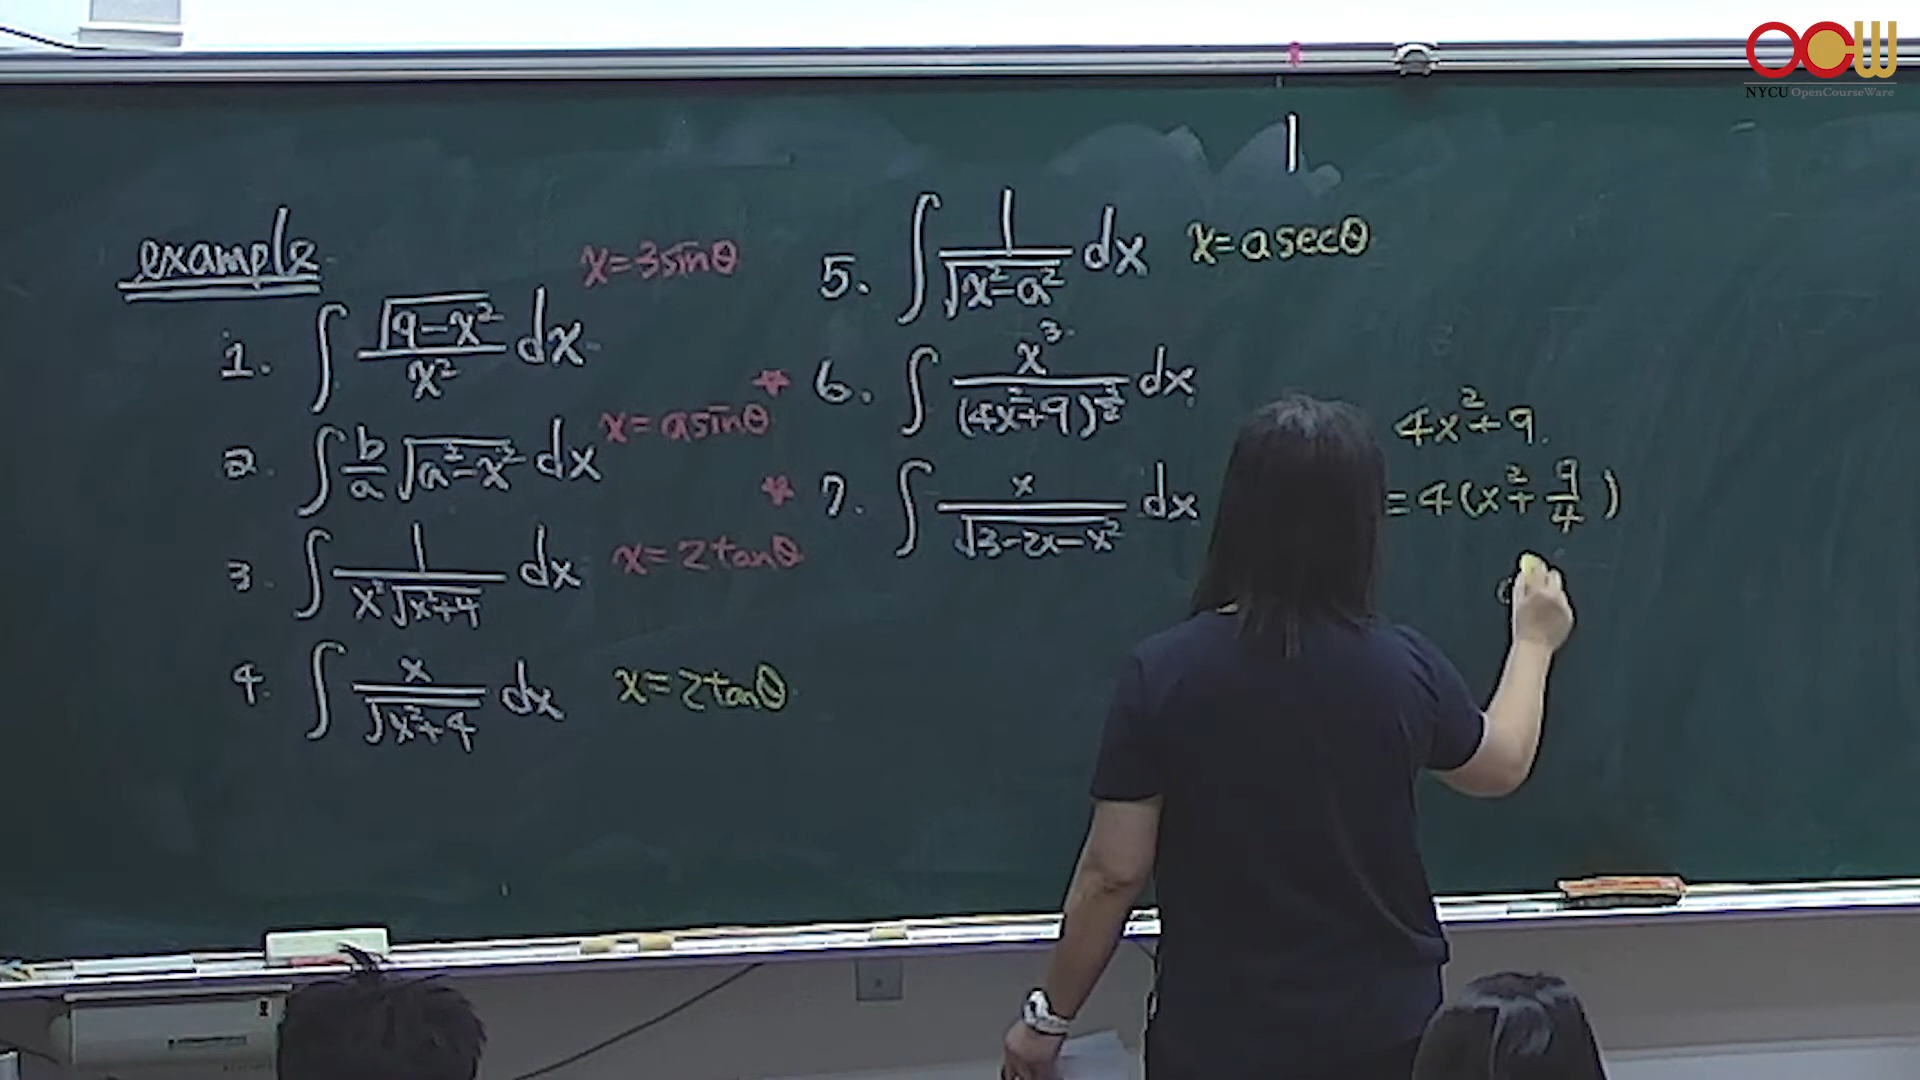 OCW
NYCU OpenCourseWare
example
x=3sinθ
1. ∫ √(9-x²)/x² dx
x=asinθ
2. ∫ b/a √(a²-x²) dx
3. ∫ 1/(x²√(x²+4)) dx x=2tanθ
4. ∫ x/√(x²+4) dx x=2tanθ
5. ∫ 1/√(x²-a²) dx x=asecθ
6. ∫ x³/(4x²+9)^(3/2) dx
7. ∫ x/√(3-2x-x²) dx
4x²+9
=4(x²+9/4)